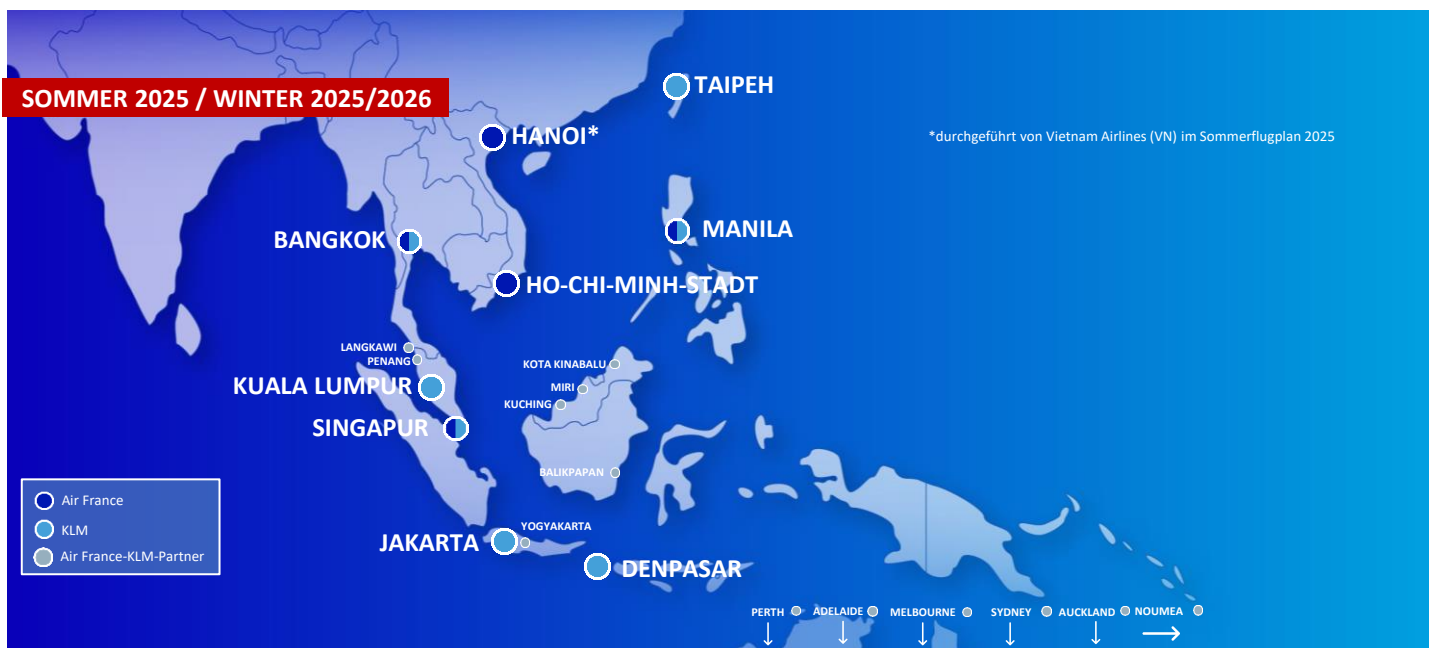 SOMMER 2025 / WINTER 2025/2026
TAIPEH
HANOI*
*durchgeführt von Vietnam Airlines (VN) im Sommerflugplan 2025
MANILA
BANGKOK
HO-CHI-MINH-STADT
LANGKAWI
PENANG
KOTA KINABALU
KUALA LUMPUR
MIRI
KUCHING
SINGAPUR
BALIKPAPAN
Air France
KLM
Air France-KLM-Partner
YOGYAKARTA
JAKARTA
DENPASAR
PERTH ADELAIDE MELBOURNE SYDNEY AUCKLAND NOUMEA